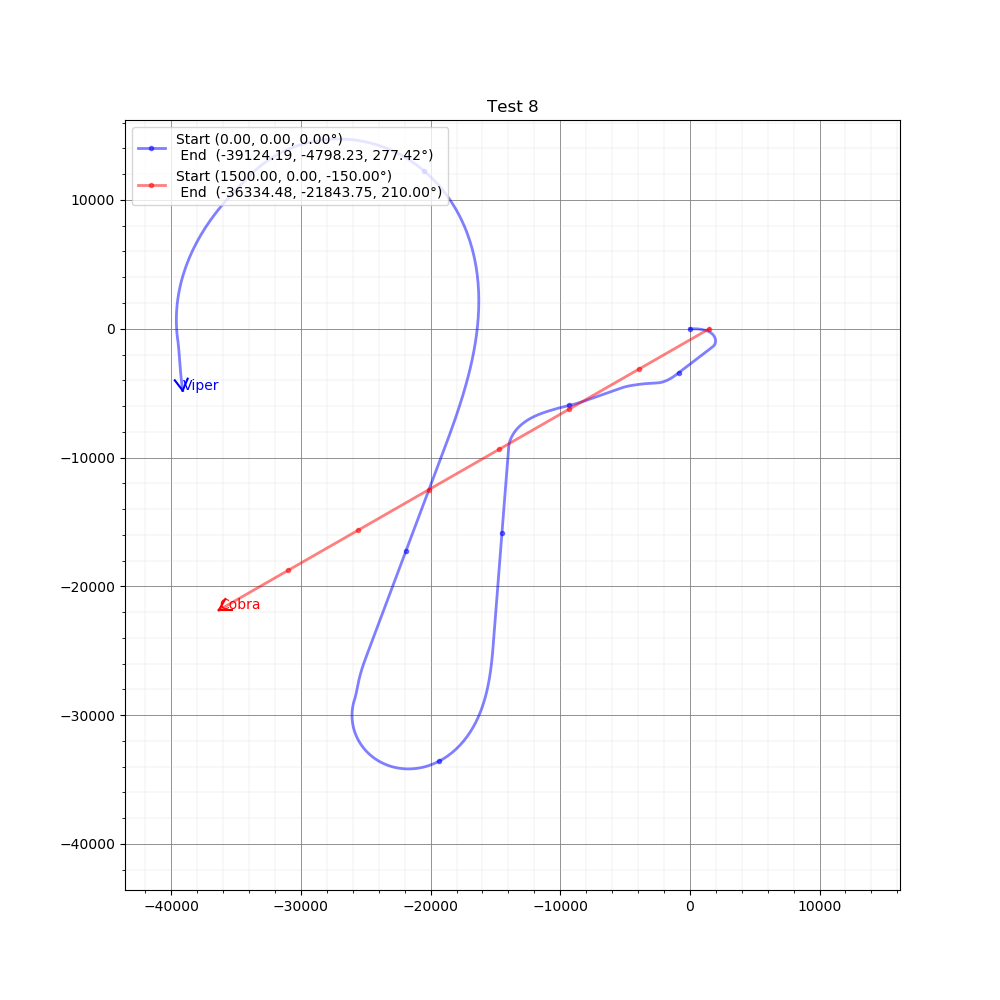 Test 8
Start (0.00, 0.00, 0.00°)
End  (-39124.19, -4798.23, 277.42°)
Start (1500.00, 0.00, -150.00°)
End  (-36334.48, -21843.75, 210.00°)
10000
0
−10000
−20000
−30000
−40000
Viper
Cobra
−40000 −30000 −20000 −10000 0 10000